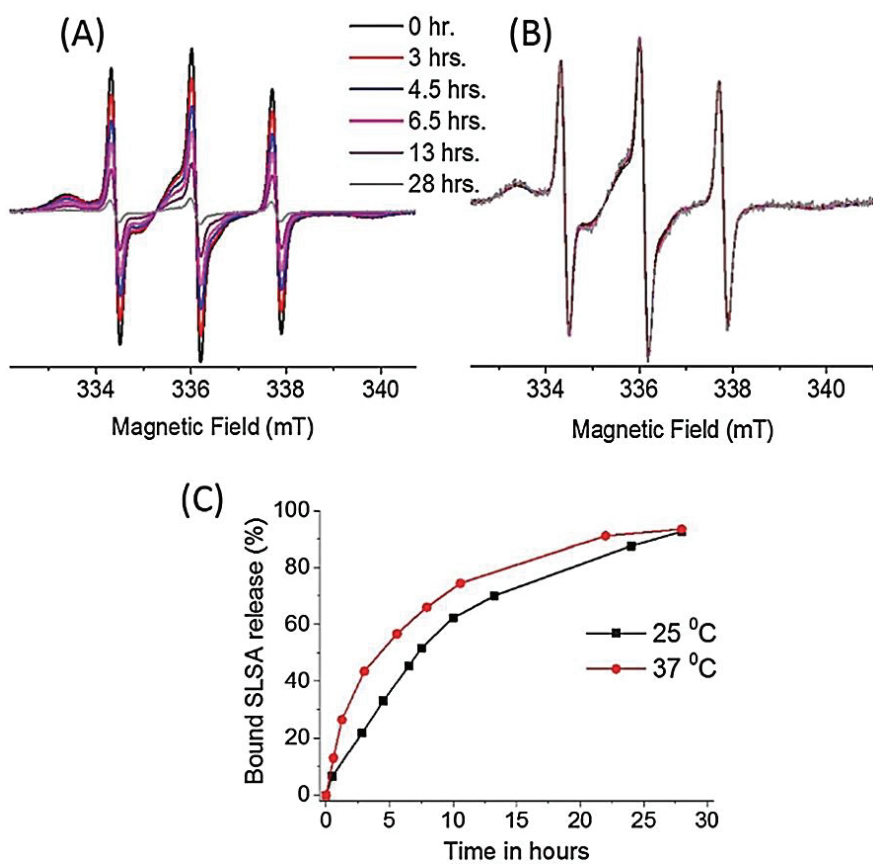 (A)
0 hr.
3 hrs.
4.5 hrs.
6.5 hrs.
13 hrs.
28 hrs.
334 336 338 340
Magnetic Field (mT)
(B)
334 336 338 340
Magnetic Field (mT)
(C)
Bound SLSA release (%)
100
80
60
40
20
0
25 ⁰C
37 ⁰C
0 5 10 15 20 25 30
Time in hours